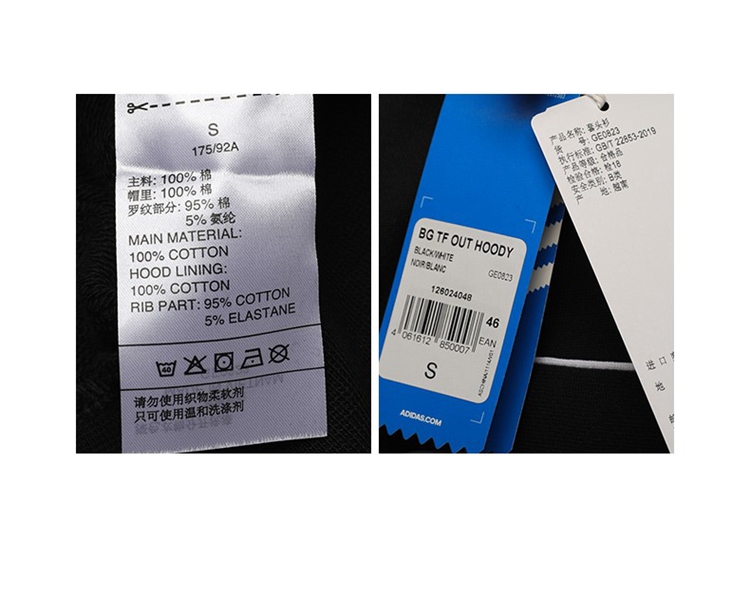 S
175/92A
主料: 100% 棉
帽里: 100% 棉
罗纹部分: 95% 棉
5% 氨纶
MAIN MATERIAL:
100% COTTON
HOOD LINING:
100% COTTON
RIB PART: 95% COTTON
5% ELASTANE
40
请勿使用织物柔软剂
只可使用温和洗涤剂
BG TF OUT HOODY
BLACK/WHITE
NOIR/BLANC
GE0823
126024048
46
4 061612 850007
EAN
S
ADIDAS.COM
产品名称: 套头衫
货 号: GE0823
执行标准: GB/T 22853-2019
产品等级: 合格品
检验合格: 检18
安全类别: B类
产 地: 越南
进口
地